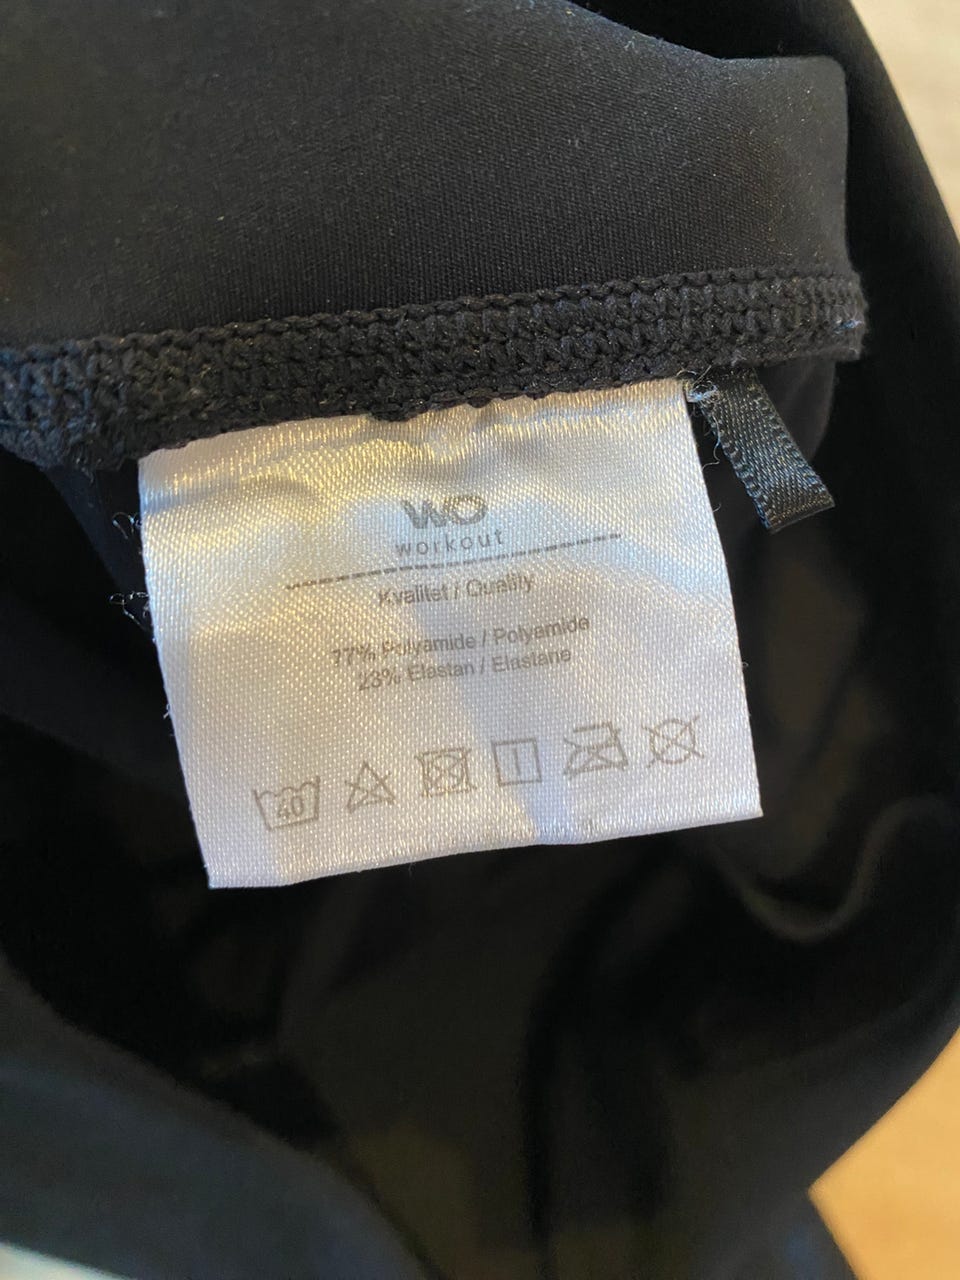 WO
workout
Kvalitet / Quality
77% Polyamide / Polyamide
23% Elastan / Elastane
40